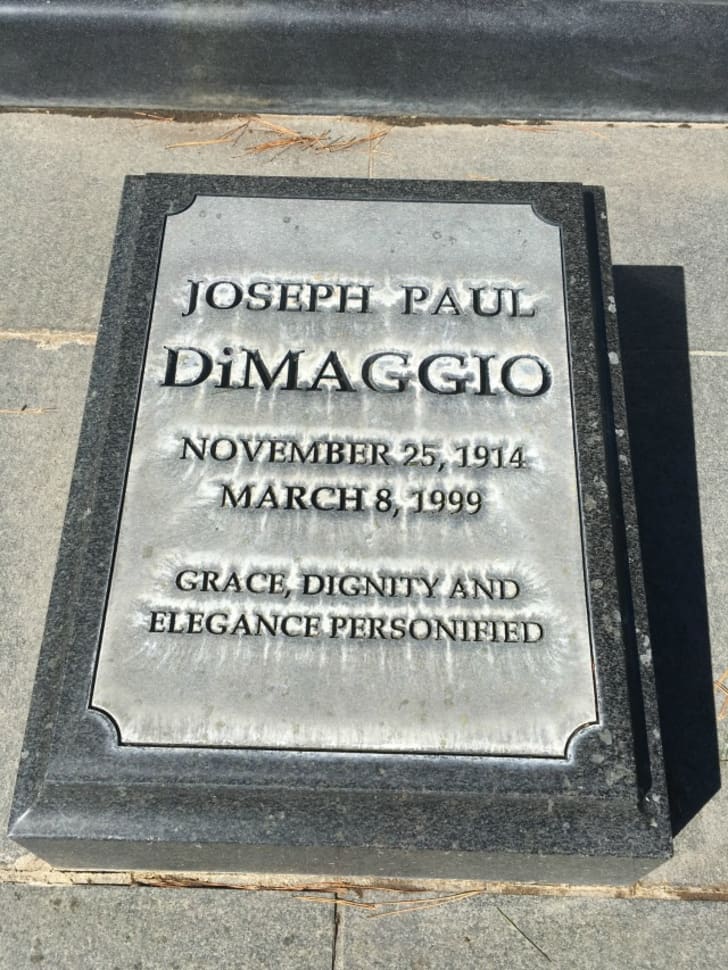 JOSEPH PAUL
DiMAGGIO
NOVEMBER 25, 1914
MARCH 8, 1999
GRACE, DIGNITY AND
ELEGANCE PERSONIFIED